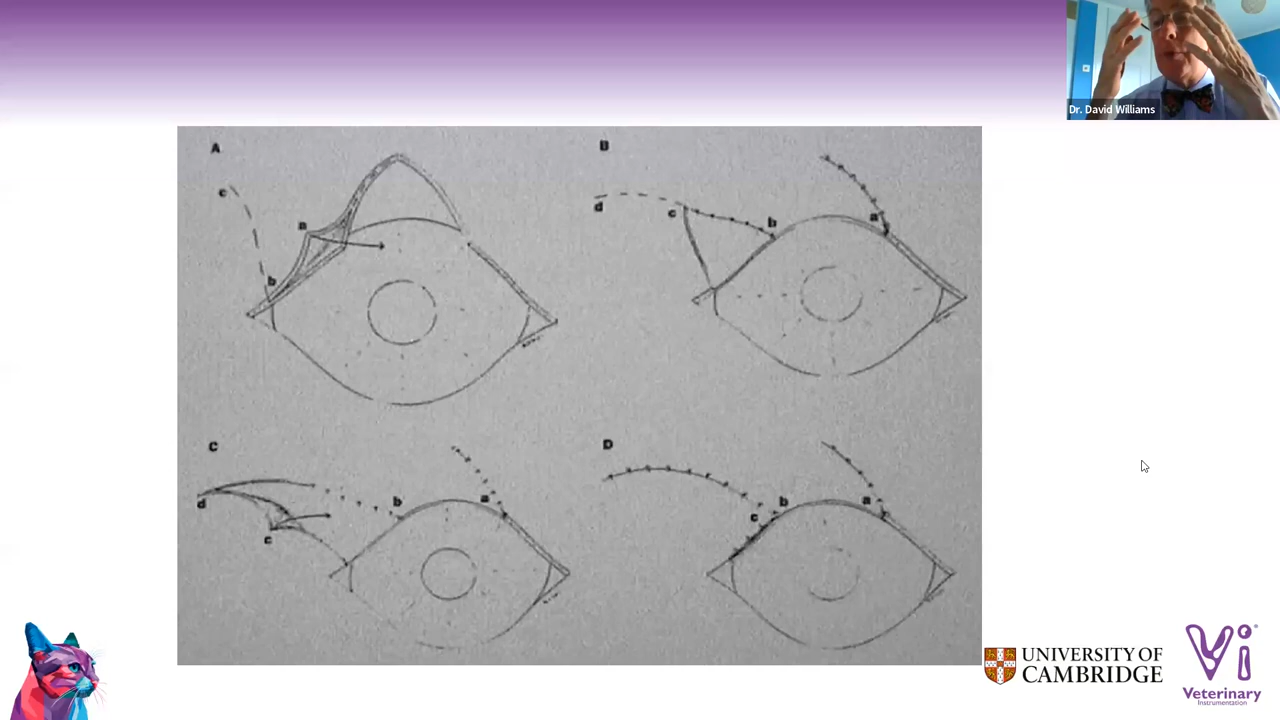 Dr. David Williams
A
c
a
b
B
d
c
b
a
C
d
c
b
a
D
c
b
a
UNIVERSITY OF
CAMBRIDGE
Vi
Veterinary
Instrumentation